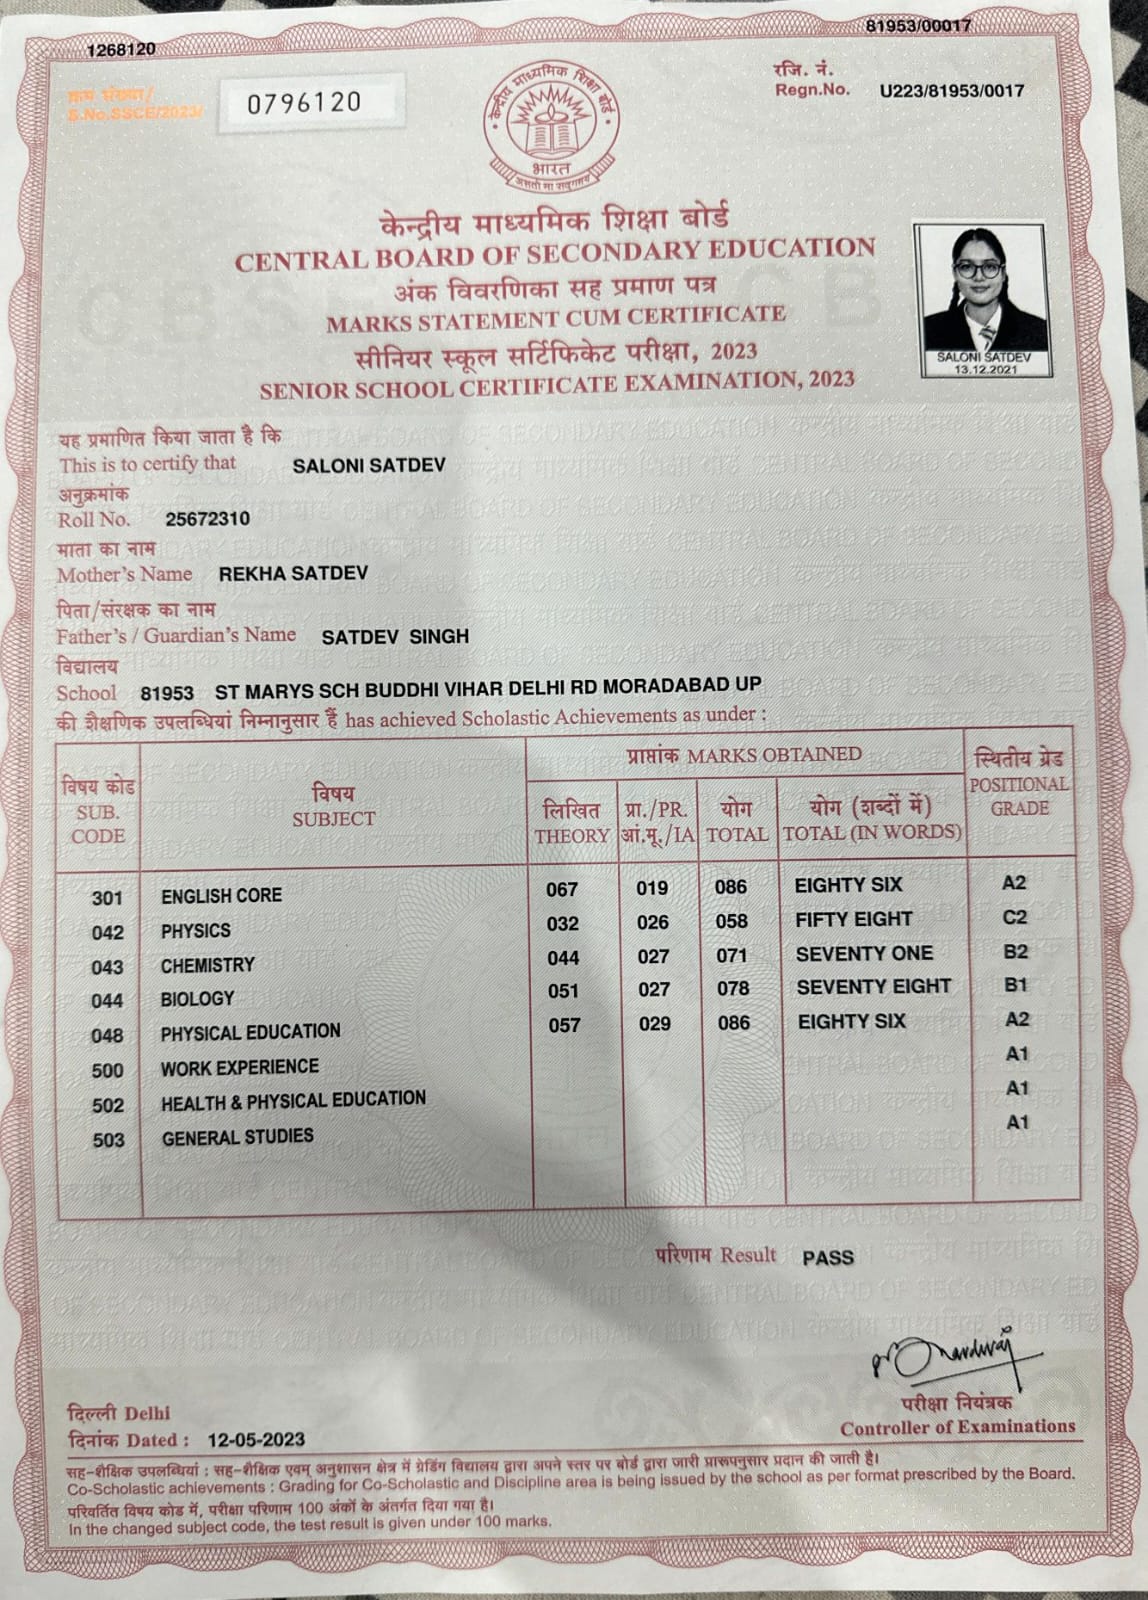 1268120
81953/00017
क्रम संख्या/
S.No.SSCE/2023/
0796120
रजि. नं.
Regn.No. U223/81953/0017
केन्द्रीय माध्यमिक शिक्षा बोर्ड
भारत
असतो मा सद्गमय
केन्द्रीय माध्यमिक शिक्षा बोर्ड
CENTRAL BOARD OF SECONDARY EDUCATION
अंक विवरणिका सह प्रमाण पत्र
MARKS STATEMENT CUM CERTIFICATE
सीनियर स्कूल सर्टिफिकेट परीक्षा, 2023
SENIOR SCHOOL CERTIFICATE EXAMINATION, 2023
SALONI SATDEV
13.12.2021
यह प्रमाणित किया जाता है कि
This is to certify that SALONI SATDEV
अनुक्रमांक
Roll No. 25672310
माता का नाम
Mother's Name REKHA SATDEV
पिता/संरक्षक का नाम
Father's / Guardian's Name SATDEV SINGH
विद्यालय
School 81953 ST MARYS SCH BUDDHI VIHAR DELHI RD MORADABAD UP
की शैक्षणिक उपलब्धियां निम्नानुसार हैं has achieved Scholastic Achievements as under :
विषय कोड SUB. CODE
विषय SUBJECT
प्राप्तांक MARKS OBTAINED
लिखित THEORY
प्रा./PR. आं.मू./IA
योग TOTAL
योग (शब्दों में) TOTAL (IN WORDS)
स्थितीय ग्रेड POSITIONAL GRADE
301 ENGLISH CORE 067 019 086 EIGHTY SIX A2
042 PHYSICS 032 026 058 FIFTY EIGHT C2
043 CHEMISTRY 044 027 071 SEVENTY ONE B2
044 BIOLOGY 051 027 078 SEVENTY EIGHT B1
048 PHYSICAL EDUCATION 057 029 086 EIGHTY SIX A2
500 WORK EXPERIENCE A1
502 HEALTH & PHYSICAL EDUCATION A1
503 GENERAL STUDIES A1
परिणाम Result PASS
दिल्ली Delhi
दिनांक Dated : 12-05-2023
परीक्षा नियंत्रक
Controller of Examinations
सह-शैक्षिक उपलब्धियां : सह-शैक्षिक एवम् अनुशासन क्षेत्र में ग्रेडिंग विद्यालय द्वारा अपने स्तर पर बोर्ड द्वारा जारी प्रारूपनुसार प्रदान की जाती है।
Co-Scholastic achievements : Grading for Co-Scholastic and Discipline area is being issued by the school as per format prescribed by the Board.
परिवर्तित विषय कोड में, परीक्षा परिणाम 100 अंकों के अंतर्गत दिया गया है।
In the changed subject code, the test result is given under 100 marks.